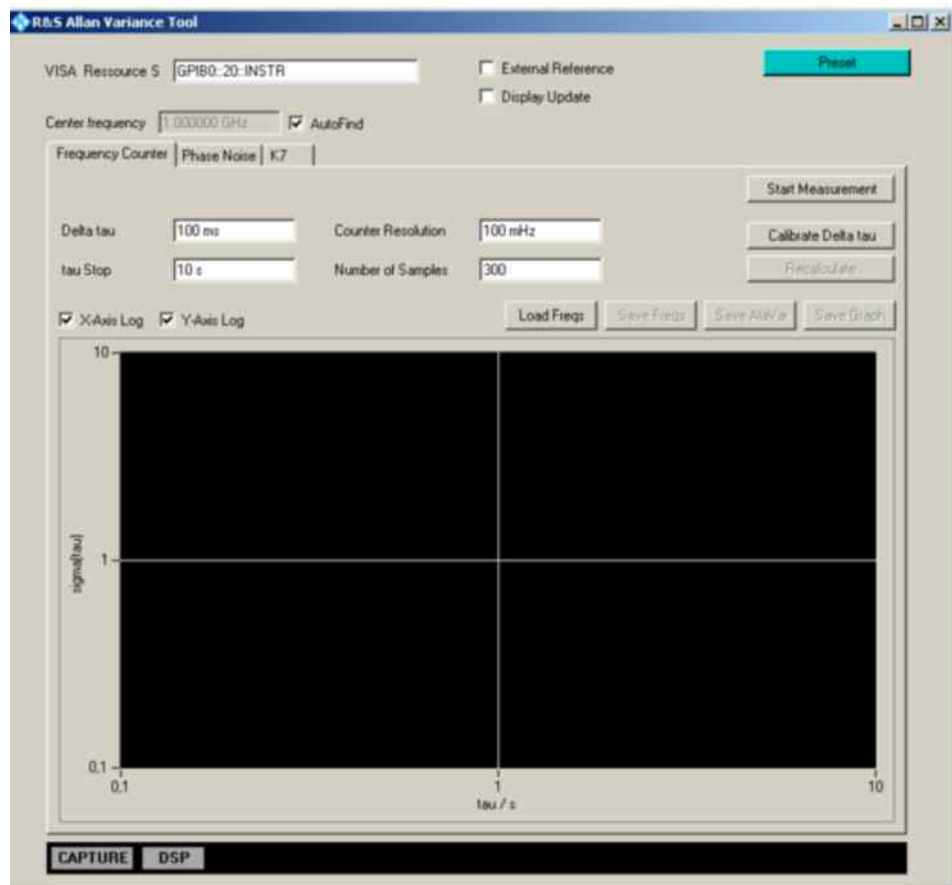 R&S Allan Variance Tool
VISA Ressource S GPIB0::20::INSTR External Reference Preset
Display Update
Center frequency 1.000000 GHz AutoFind
Frequency Counter Phase Noise K7
Start Measurement
Delta tau 100 ms Counter Resolution 100 mHz Calibrate Delta tau
tau Stop 10 s Number of Samples 300 Recalculate
X-Axis Log Y-Axis Log Load Freqs Save Freqs Save AllaVar Save Graph
10
sigma(tau)
1
0,1
0,1 1 10
tau / s
CAPTURE DSP